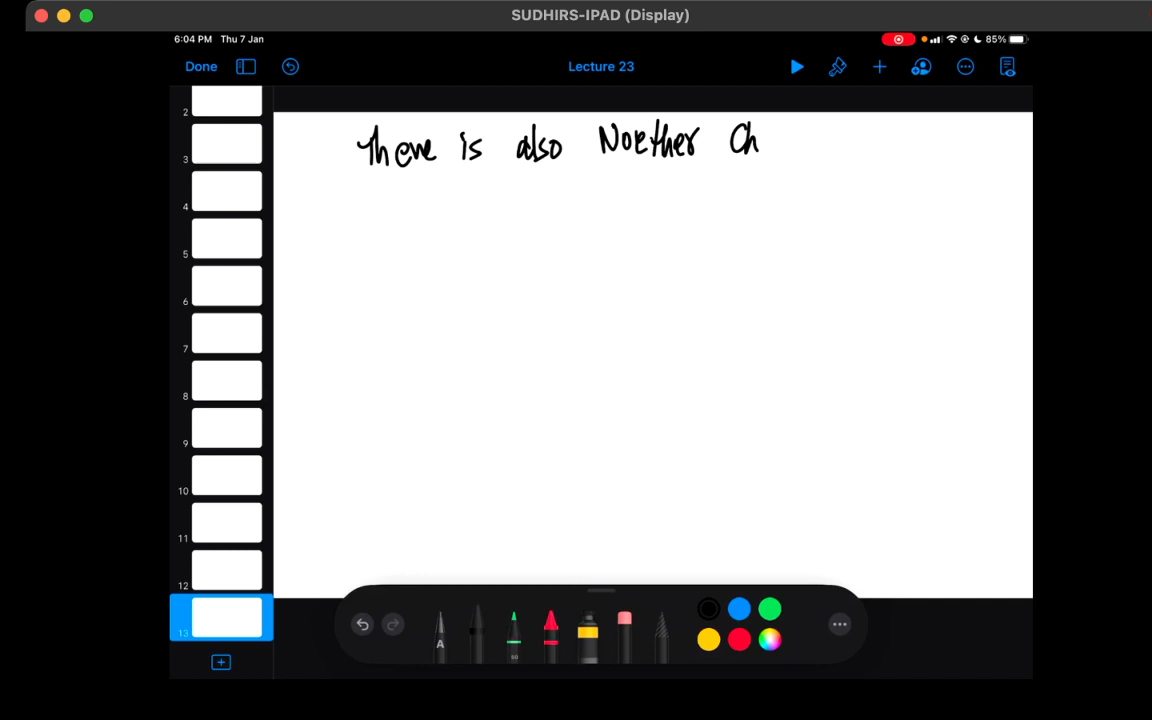 SUDHIRS-IPAD (Display)
6:04 PM Thu 7 Jan
85%
Done
Lecture 23
There is also Noether Ch
2
3
4
5
6
7
8
9
10
11
12
13
A
50